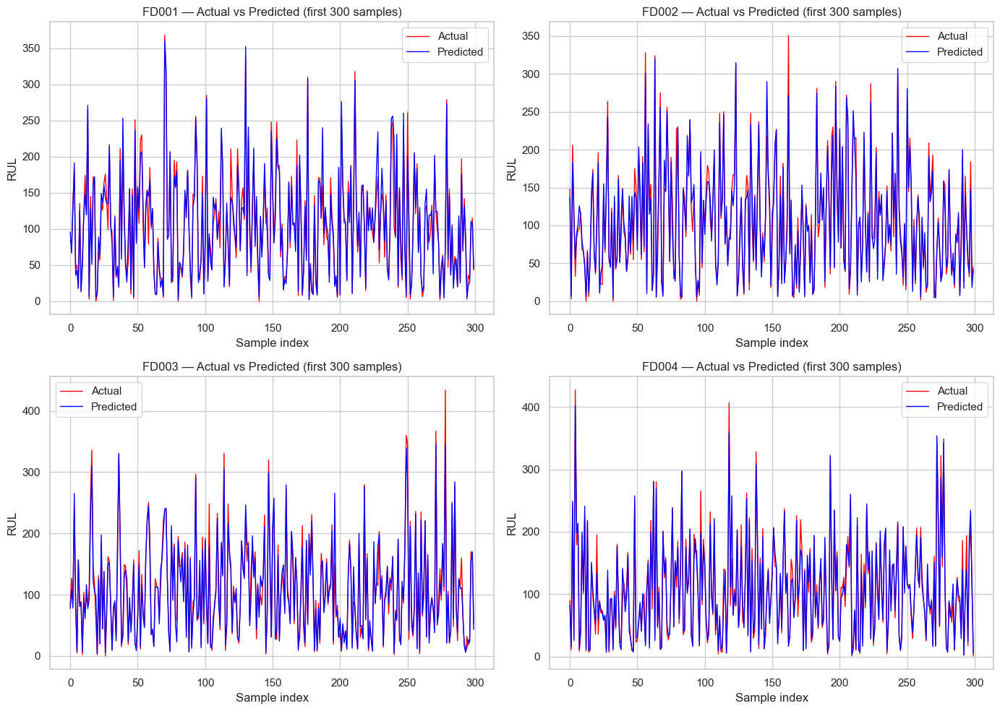 FD001 — Actual vs Predicted (first 300 samples)
Actual
Predicted
RUL
350
300
250
200
150
100
50
0
0 50 100 150 200 250 300
Sample index
FD002 — Actual vs Predicted (first 300 samples)
Actual
Predicted
RUL
350
300
250
200
150
100
50
0
0 50 100 150 200 250 300
Sample index
FD003 — Actual vs Predicted (first 300 samples)
Actual
Predicted
RUL
400
300
200
100
0
0 50 100 150 200 250 300
Sample index
FD004 — Actual vs Predicted (first 300 samples)
Actual
Predicted
RUL
400
300
200
100
0
0 50 100 150 200 250 300
Sample index